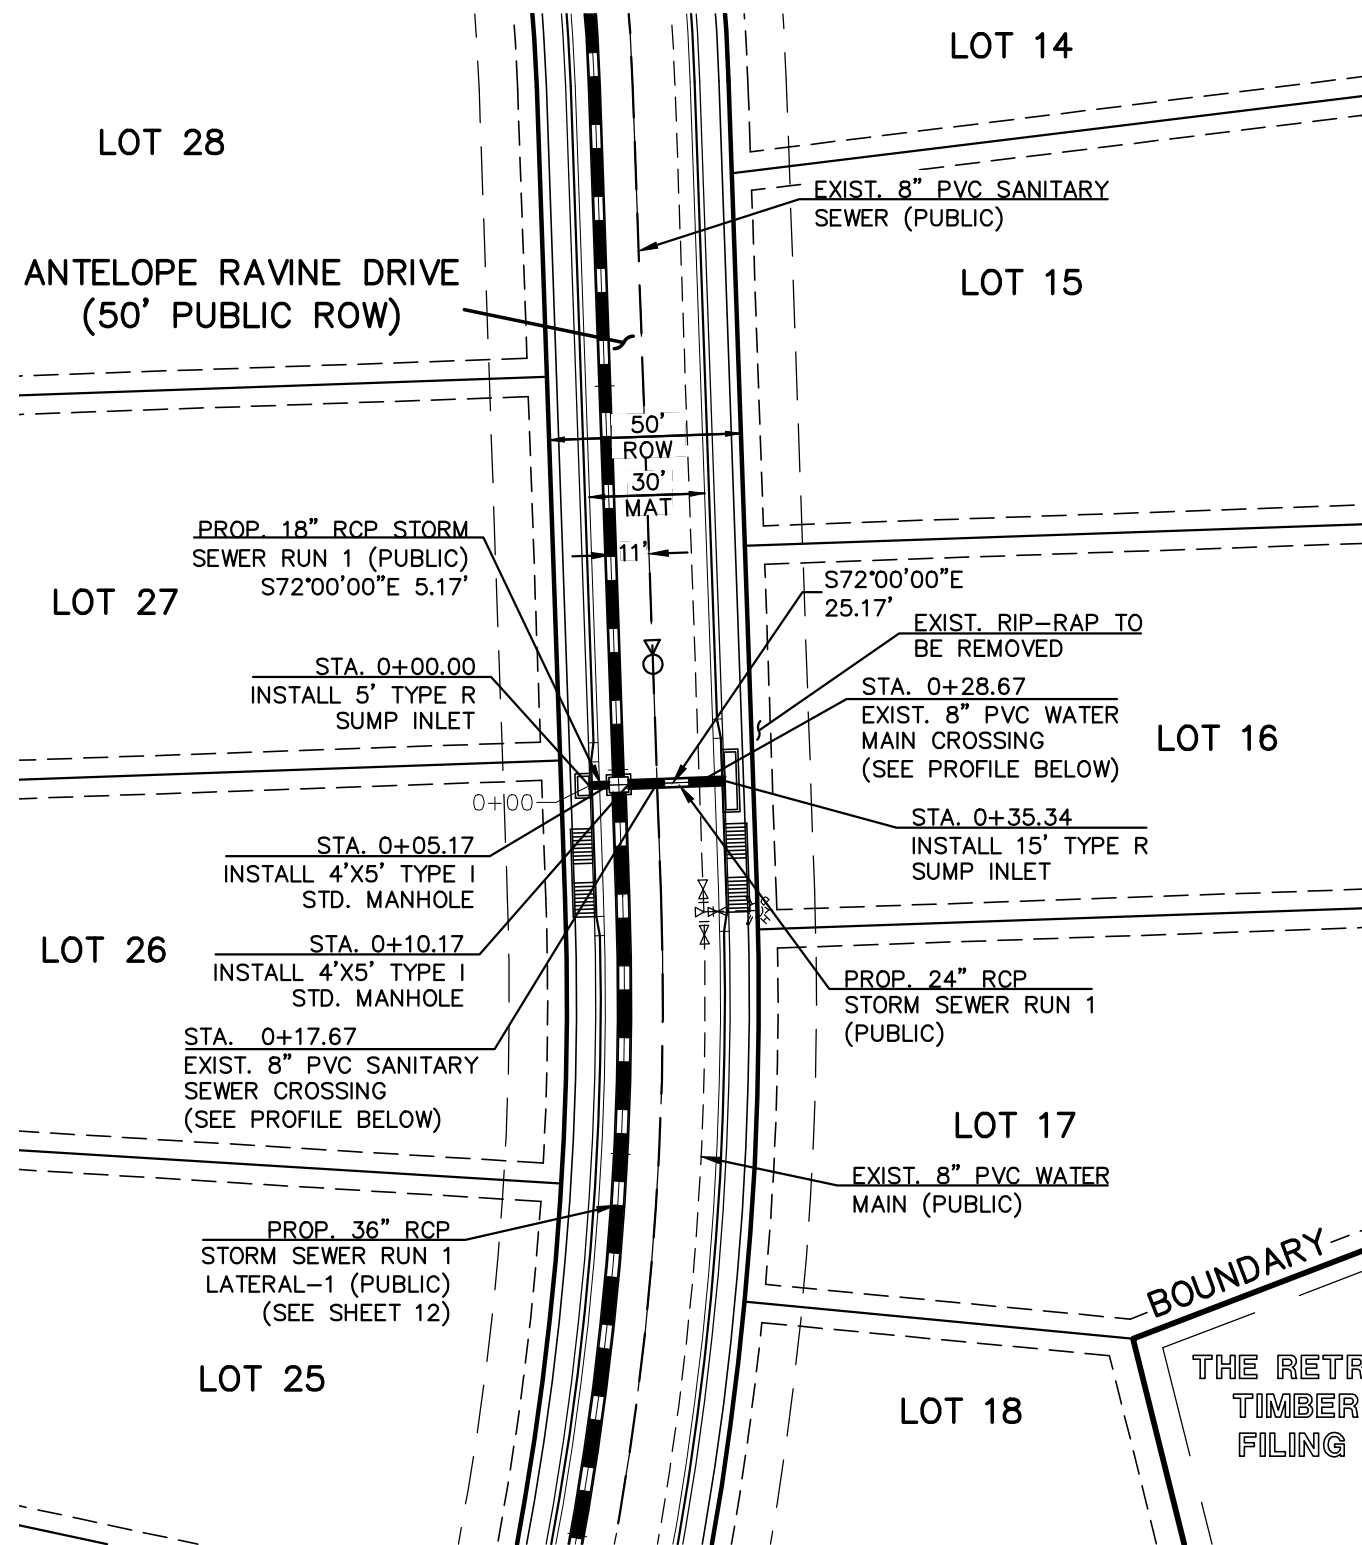 LOT 14
LOT 28
EXIST. 8" PVC SANITARY
SEWER (PUBLIC)
ANTELOPE RAVINE DRIVE
(50' PUBLIC ROW)
LOT 15
50'
ROW
30'
MAT
11'
PROP. 18" RCP STORM
SEWER RUN 1 (PUBLIC)
S72°00'00"E 5.17'
LOT 27
S72°00'00"E
25.17'
EXIST. RIP-RAP TO
BE REMOVED
STA. 0+00.00
INSTALL 5' TYPE R
SUMP INLET
STA. 0+28.67
EXIST. 8" PVC WATER
MAIN CROSSING
(SEE PROFILE BELOW)
LOT 16
0+00
STA. 0+05.17
INSTALL 4'X5' TYPE I
STD. MANHOLE
STA. 0+35.34
INSTALL 15' TYPE R
SUMP INLET
LOT 26
STA. 0+10.17
INSTALL 4'X5' TYPE I
STD. MANHOLE
PROP. 24" RCP
STORM SEWER RUN 1
(PUBLIC)
STA. 0+17.67
EXIST. 8" PVC SANITARY
SEWER CROSSING
(SEE PROFILE BELOW)
LOT 17
EXIST. 8" PVC WATER
MAIN (PUBLIC)
PROP. 36" RCP
STORM SEWER RUN 1
LATERAL-1 (PUBLIC)
(SEE SHEET 12)
BOUNDARY
LOT 25
LOT 18
THE RETR
TIMBER
FILING